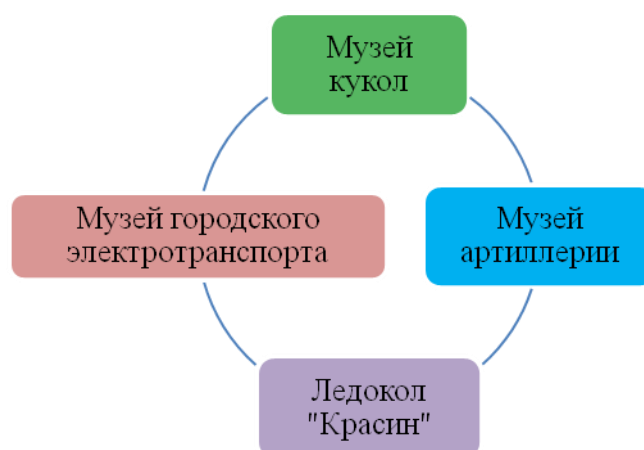 Музей
кукол
Музей городского
электротранспорта
Музей
артиллерии
Ледокол
"Красин"